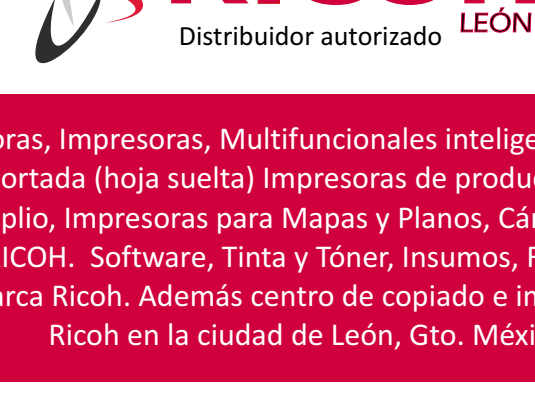 RICOH
Distribuidor autorizado LEÓN
oras, Impresoras, Multifuncionales intelige
ortada (hoja suelta) Impresoras de produc
plio, Impresoras para Mapas y Planos, Cár
RICOH. Software, Tinta y Tóner, Insumos, R
arca Ricoh. Además centro de copiado e in
Ricoh en la ciudad de León, Gto. Méxi